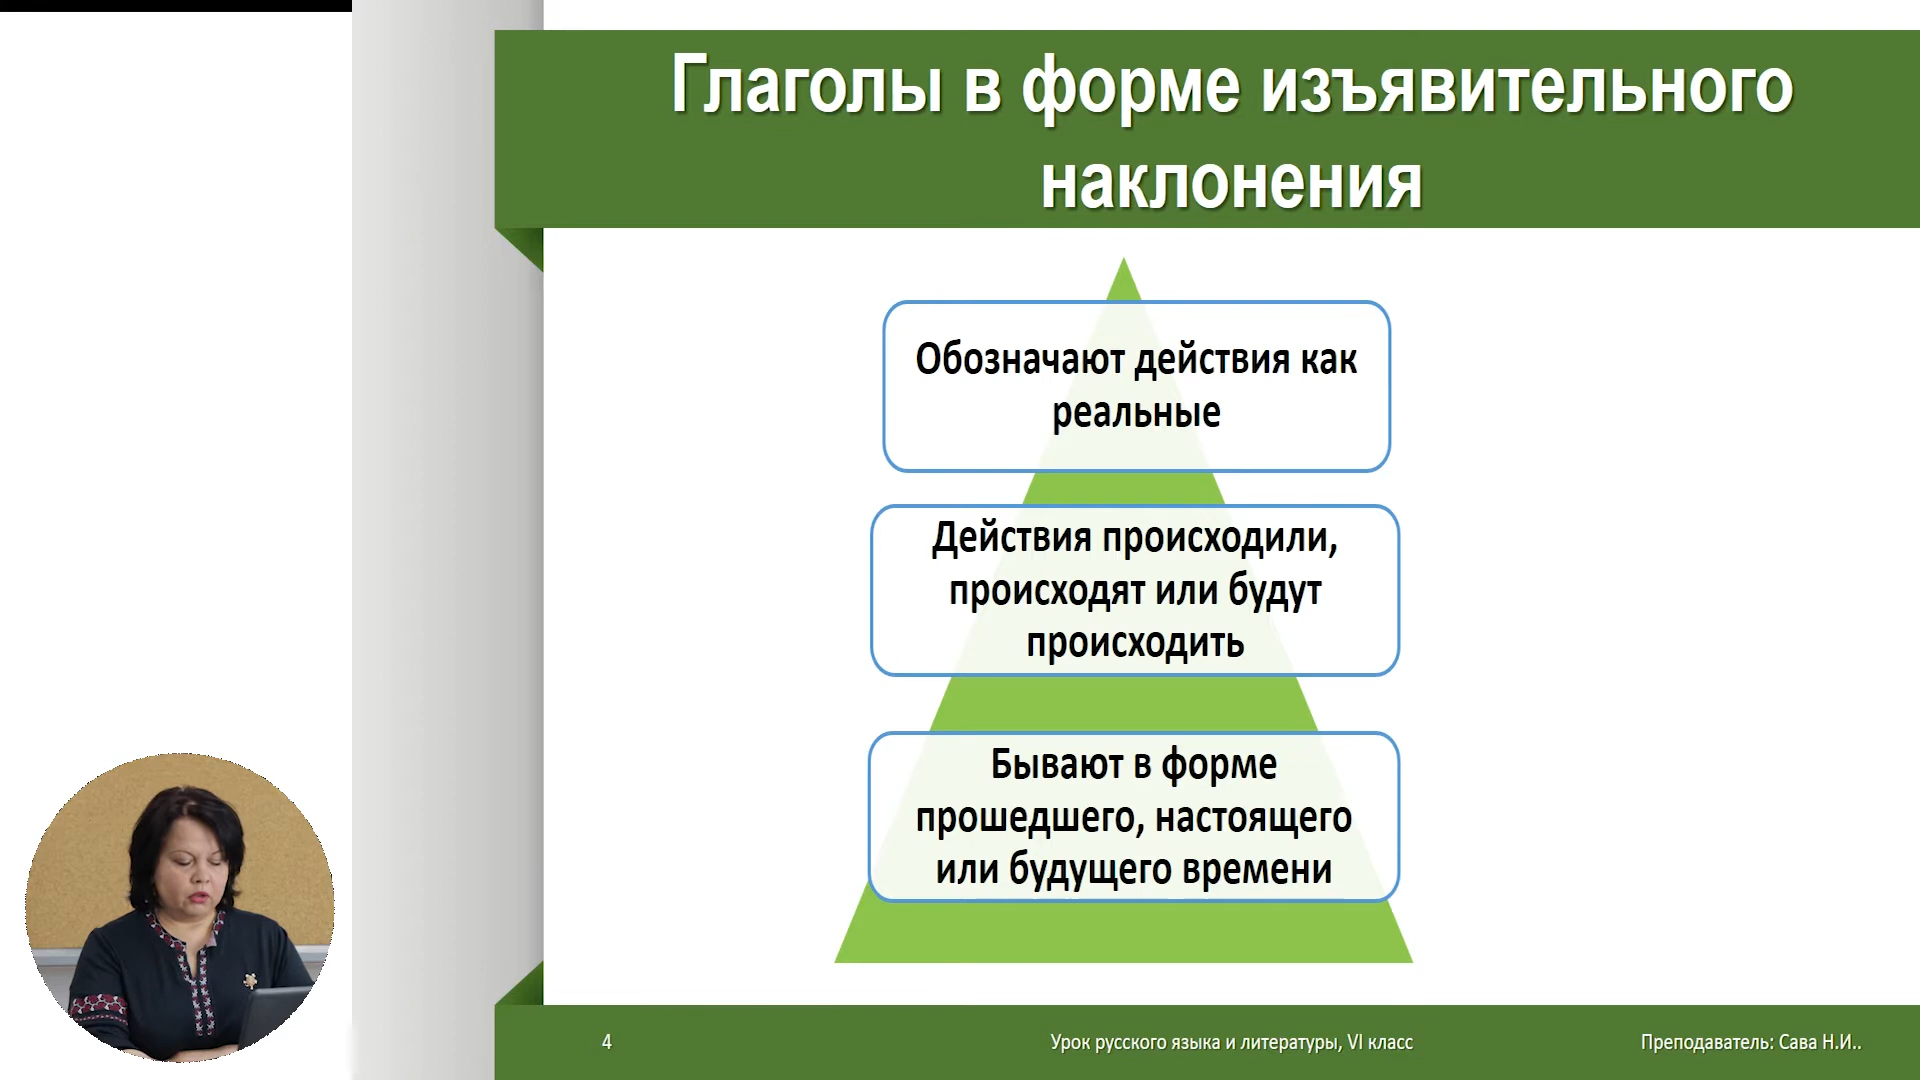 Глаголы в форме изъявительного
наклонения
Обозначают действия как
реальные
Действия происходили,
происходят или будут
происходить
Бывают в форме
прошедшего, настоящего
или будущего времени
4
Урок русского языка и литературы, VI класс
Преподаватель: Сава Н.И..